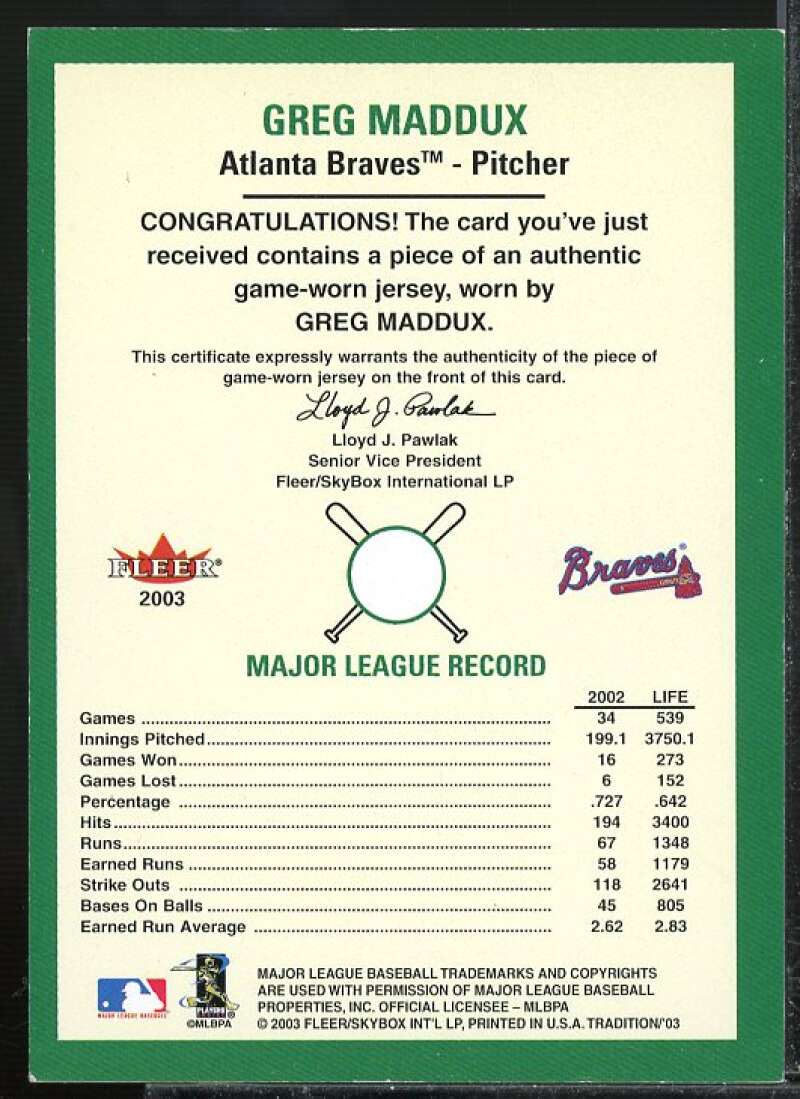 GREG MADDUX
Atlanta Braves™ - Pitcher
CONGRATULATIONS! The card you've just
received contains a piece of an authentic
game-worn jersey, worn by
GREG MADDUX.
This certificate expressly warrants the authenticity of the piece of
game-worn jersey on the front of this card.
Lloyd J. Pawlak
Lloyd J. Pawlak
Senior Vice President
Fleer/SkyBox International LP
FLEER®
2003
Braves®
MAJOR LEAGUE RECORD
2002 LIFE
Games 34 539
Innings Pitched 199.1 3750.1
Games Won 16 273
Games Lost 6 152
Percentage .727 .642
Hits 194 3400
Runs 67 1348
Earned Runs 58 1179
Strike Outs 118 2641
Bases On Balls 45 805
Earned Run Average 2.62 2.83
MAJOR LEAGUE BASEBALL
PLAYERS®
©MLBPA
MAJOR LEAGUE BASEBALL TRADEMARKS AND COPYRIGHTS
ARE USED WITH PERMISSION OF MAJOR LEAGUE BASEBALL
PROPERTIES, INC. OFFICIAL LICENSEE – MLBPA
© 2003 FLEER/SKYBOX INT'L LP, PRINTED IN U.S.A. TRADITION/'03